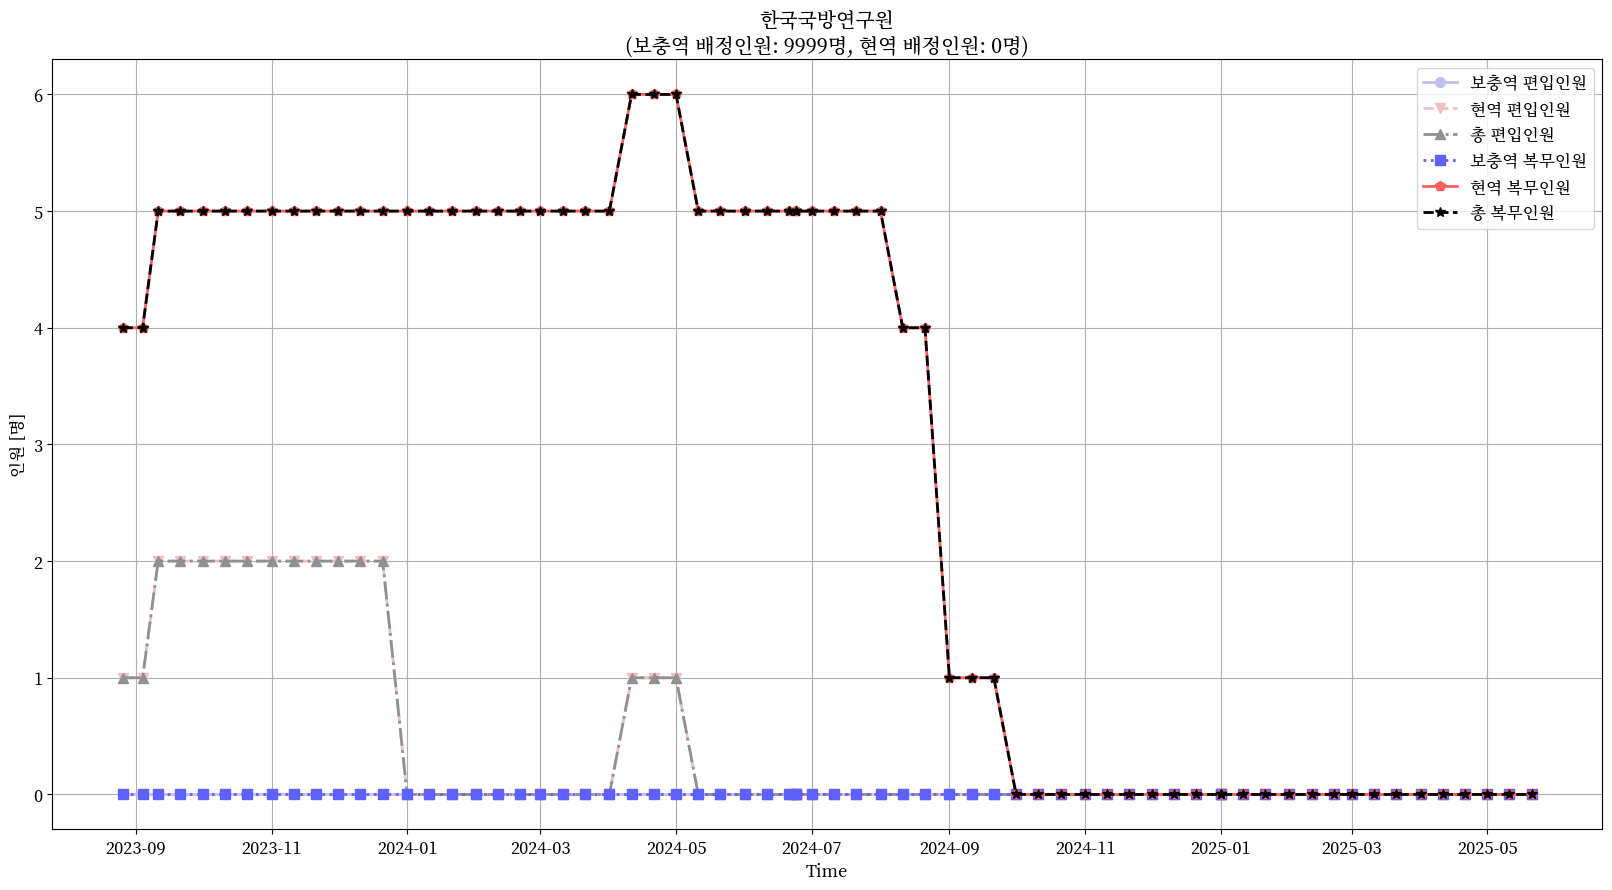 한국국방연구원
(보충역 배정인원: 9999명, 현역 배정인원: 0명)
보충역 편입인원
현역 편입인원
총 편입인원
보충역 복무인원
현역 복무인원
총 복무인원
인원 [명]
6
5
4
3
2
1
0
2023-09 2023-11 2024-01 2024-03 2024-05 2024-07 2024-09 2024-11 2025-01 2025-03 2025-05
Time